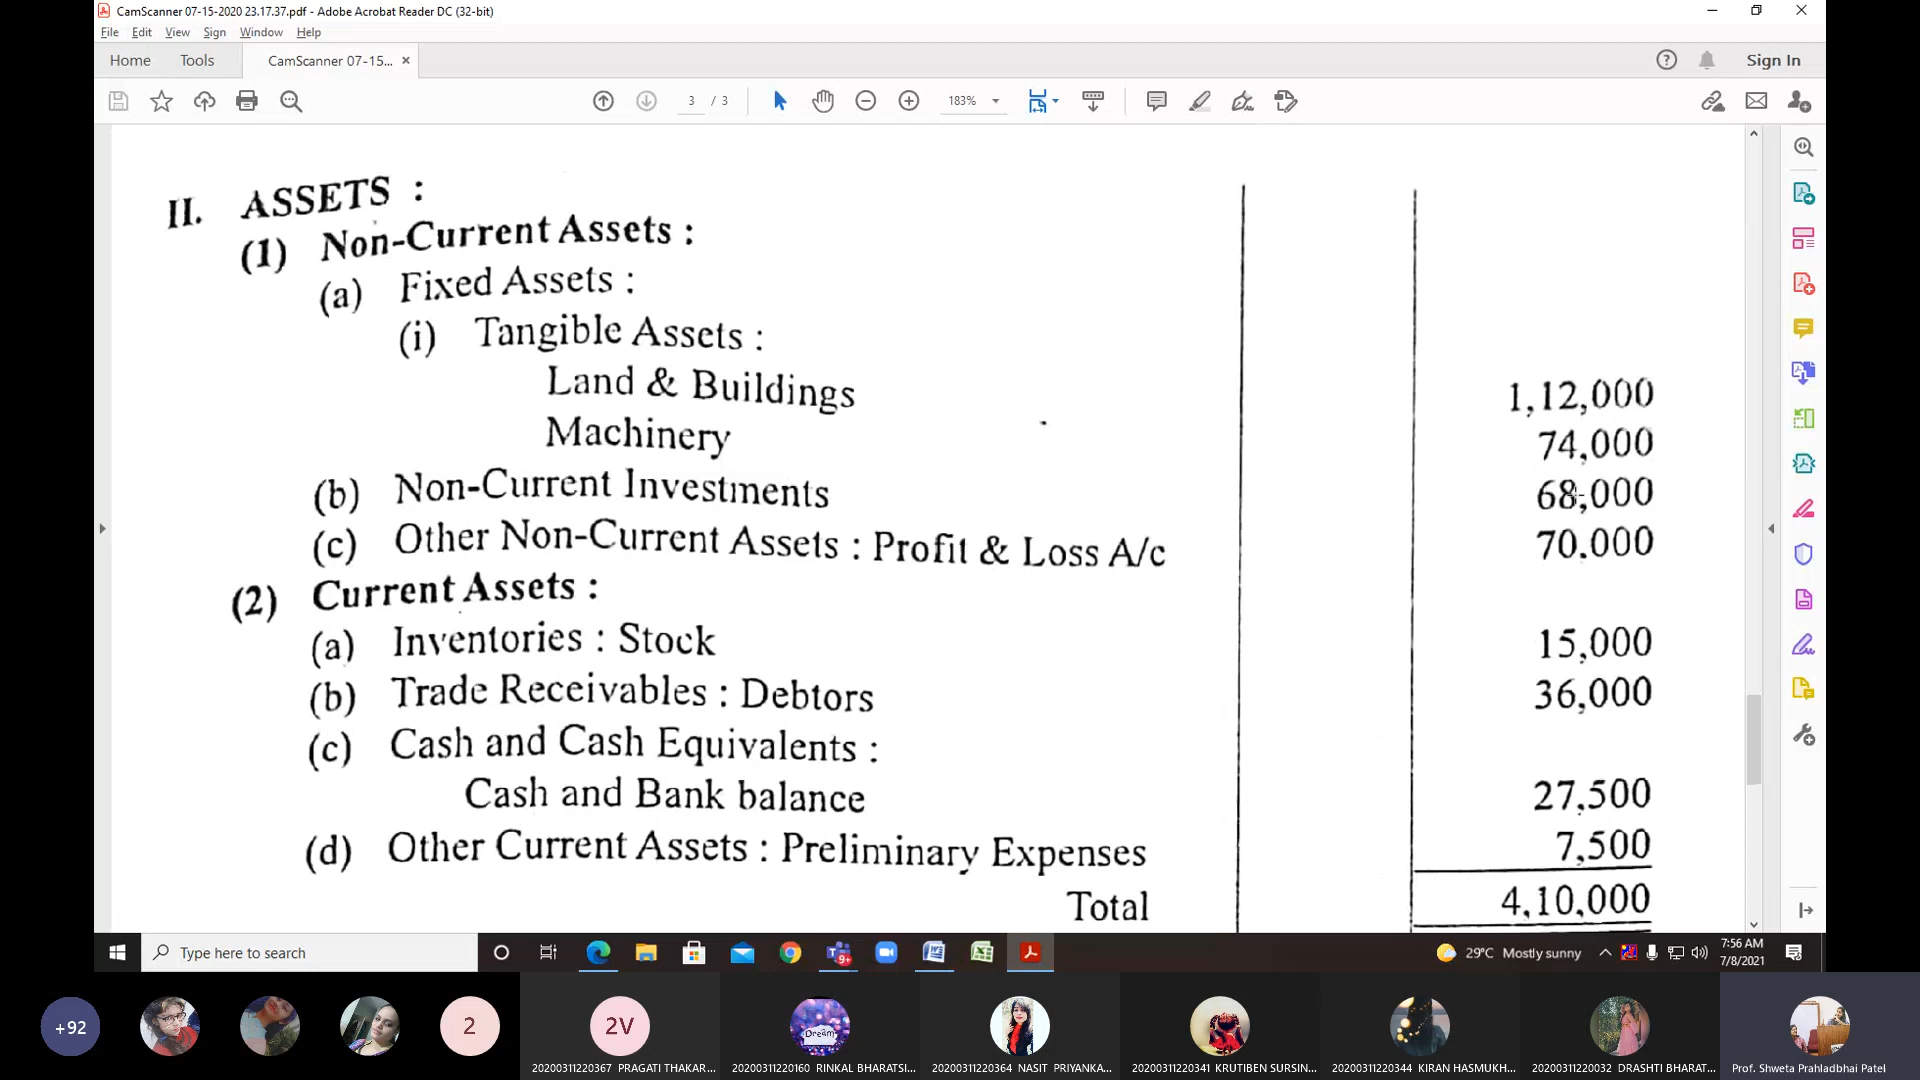 CamScanner 07-15-2020 23.17.37.pdf - Adobe Acrobat Reader DC (32-bit)
File Edit View Sign Window Help
Home Tools CamScanner 07-15... × Sign In
3 / 3 183%
II. ASSETS :
(1) Non-Current Assets :
(a) Fixed Assets :
(i) Tangible Assets :
Land & Buildings 1,12,000
Machinery 74,000
(b) Non-Current Investments 68,000
(c) Other Non-Current Assets : Profit & Loss A/c 70,000
(2) Current Assets :
(a) Inventories : Stock 15,000
(b) Trade Receivables : Debtors 36,000
(c) Cash and Cash Equivalents :
Cash and Bank balance 27,500
(d) Other Current Assets : Preliminary Expenses 7,500
Total 4,10,000
Type here to search 9+ 29°C Mostly sunny 7:56 AM
7/8/2021
+92 2 2V Dream
20200311220367 PRAGATI THAKAR... 20200311220160 RINKAL BHARATSI... 20200311220364 NASIT PRIYANKA... 20200311220341 KRUTIBEN SURSIN... 20200311220344 KIRAN HASMUKH... 20200311220032 DRASHTI BHARAT... Prof. Shweta Prahladbhai Patel